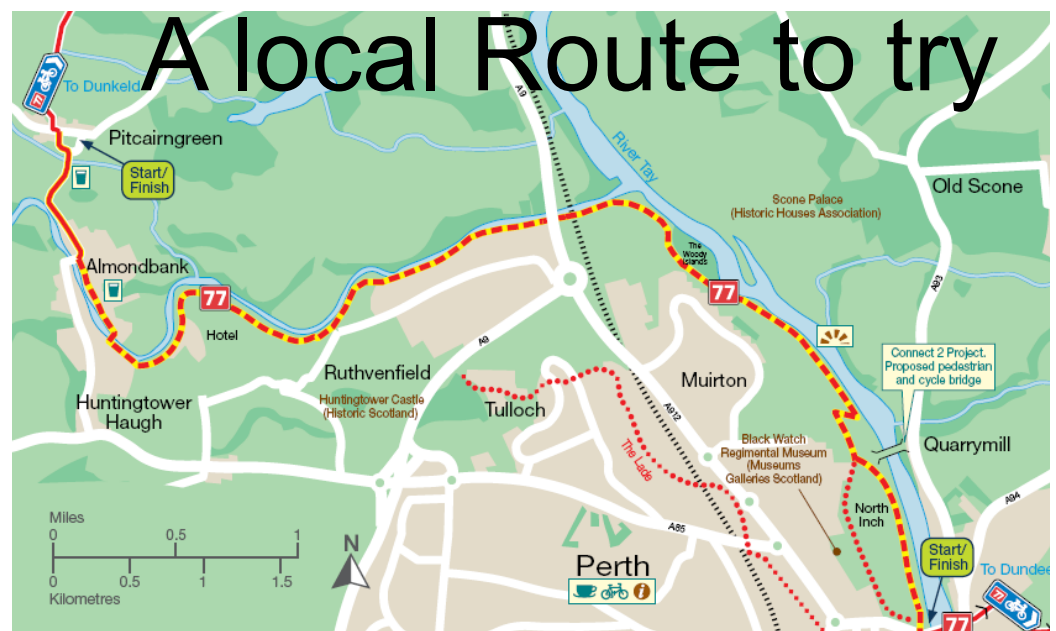 A local Route to try
77
To Dunkeld
Pitcairngreen
Start/
Finish
A9
River Tay
Old Scone
Scone Palace
(Historic Houses Association)
Almondbank
The
Woody
Islands
77
77
A93
Hotel
A9
Connect 2 Project.
Proposed pedestrian
and cycle bridge
Ruthvenfield
Huntingtower Castle
(Historic Scotland)
Muirton
Tulloch
A912
Huntingtower
Haugh
The Lade
Black Watch
Regimental Museum
(Museums
Galleries Scotland)
Quarrymill
A94
North
Inch
Miles
0
0.5
1
0
0.5
1
1.5
Kilometres
N
A85
Perth
i
Start/
Finish
To Dundee
77
77